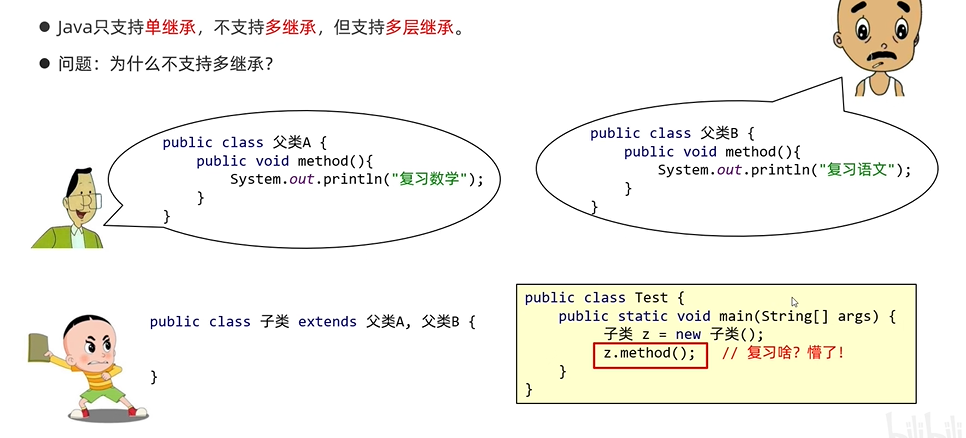 ● Java只支持单继承，不支持多继承，但支持多层继承。
● 问题：为什么不支持多继承？
public class 父类A {
public void method(){
System.out.println("复习数学");
}
}
public class 父类B {
public void method(){
System.out.println("复习语文");
}
}
public class 子类 extends 父类A, 父类B {
}
public class Test {
public static void main(String[] args) {
子类 z = new 子类();
z.method(); // 复习啥？懵了!
}
}
bilibili